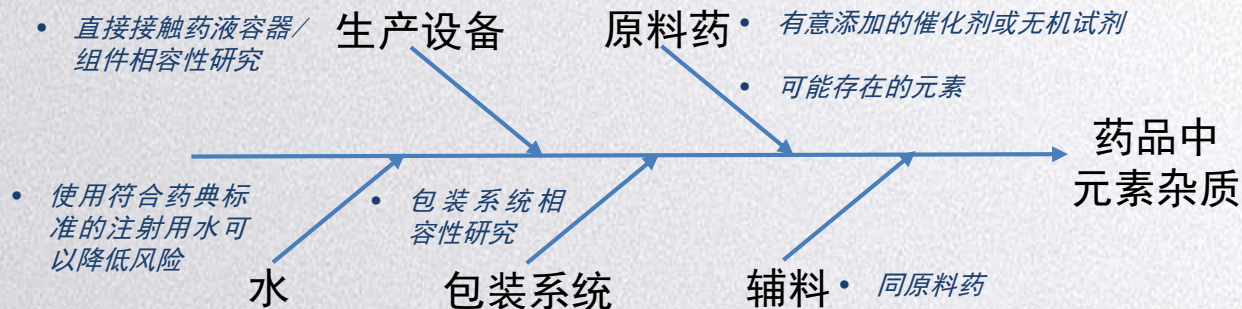 • 直接接触药液容器/
组件相容性研究
生产设备
原料药
• 有意添加的催化剂或无机试剂
• 可能存在的元素
药品中
元素杂质
• 使用符合药典标
准的注射用水可
以降低风险
• 包装系统相
容性研究
水
包装系统
辅料
• 同原料药